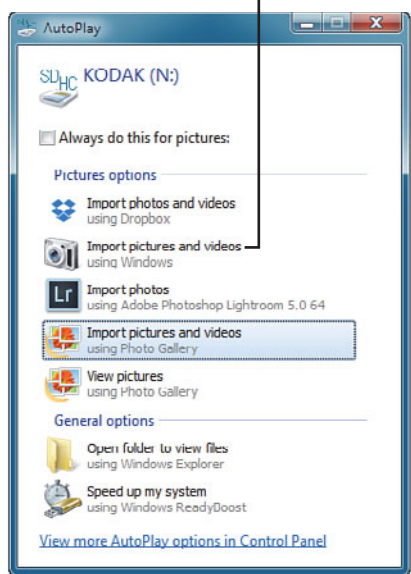 AutoPlay
SDHC KODAK (N:)
Always do this for pictures:
Pictures options
Import photos and videos
using Dropbox
Import pictures and videos
using Windows
Lr
Import photos
using Adobe Photoshop Lightroom 5.0 64
Import pictures and videos
using Photo Gallery
View pictures
using Photo Gallery
General options
Open folder to view files
using Windows Explorer
Speed up my system
using Windows ReadyBoost
View more AutoPlay options in Control Panel